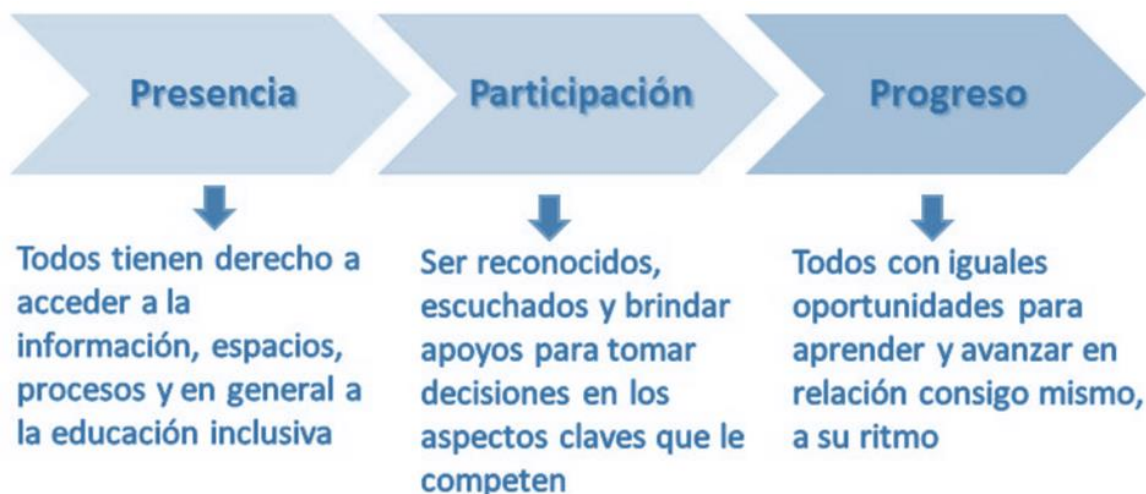 Presencia
Participación
Progreso
Todos tienen derecho a
acceder a la
información, espacios,
procesos y en general a
la educación inclusiva
Ser reconocidos,
escuchados y brindar
apoyos para tomar
decisiones en los
aspectos claves que le
competen
Todos con iguales
oportunidades para
aprender y avanzar en
relación consigo mismo,
a su ritmo